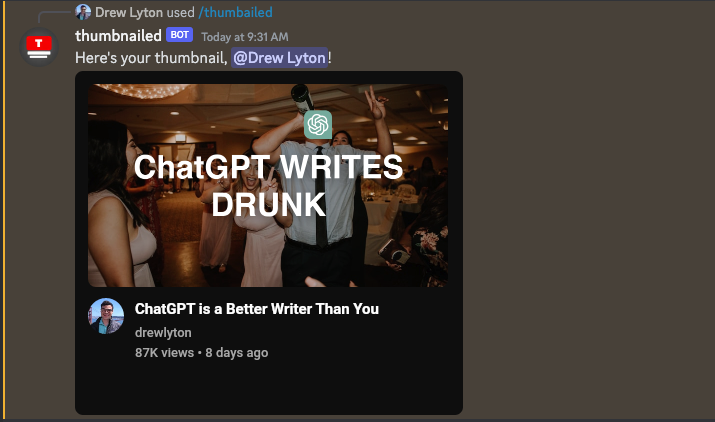 Drew Lyton used /thumbailed
thumbnailed BOT Today at 9:31 AM
Here's your thumbnail, @Drew Lyton!
ChatGPT WRITES
DRUNK
ChatGPT is a Better Writer Than You
drewlyton
87K views • 8 days ago